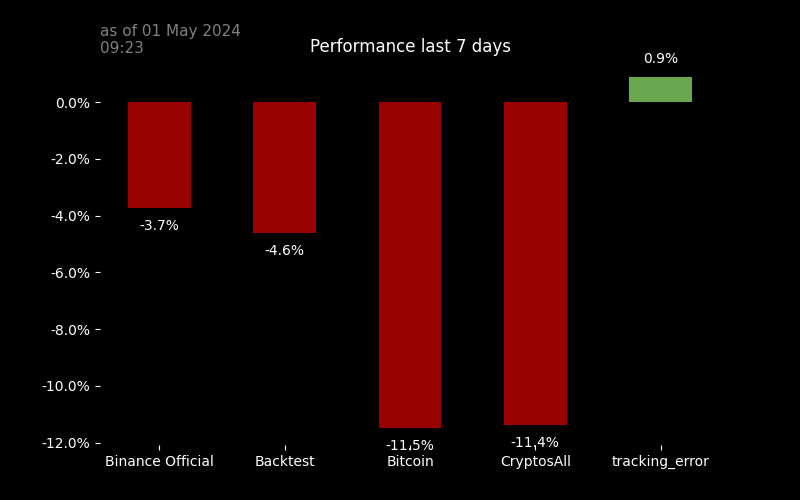 as of 01 May 2024
09:23
Performance last 7 days
0.9%
0.0%
-2.0%
-4.0%
-6.0%
-8.0%
-10.0%
-12.0%
-3.7%
-4.6%
-11.5%
-11.4%
Binance Official
Backtest
Bitcoin
CryptosAll
tracking_error